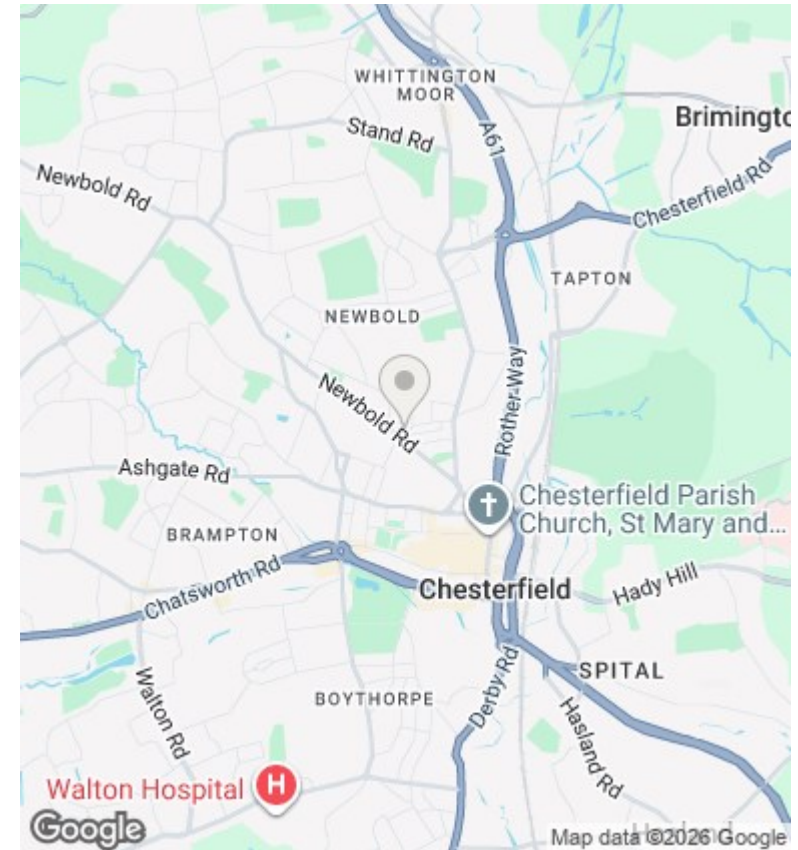 WHITTINGTON
MOOR
Brimingto
Stand Rd
A61
Newbold Rd
Chesterfield Rd
TAPTON
NEWBOLD
Rother Way
Newbold Rd
Ashgate Rd
Chesterfield Parish
Church, St Mary and...
BRAMPTON
Chatsworth Rd
Chesterfield
Hady Hill
Derby Rd
SPITAL
Walton Rd
BOYTHORPE
Hasland Rd
Walton Hospital
H
Google
Map data ©2026 Google